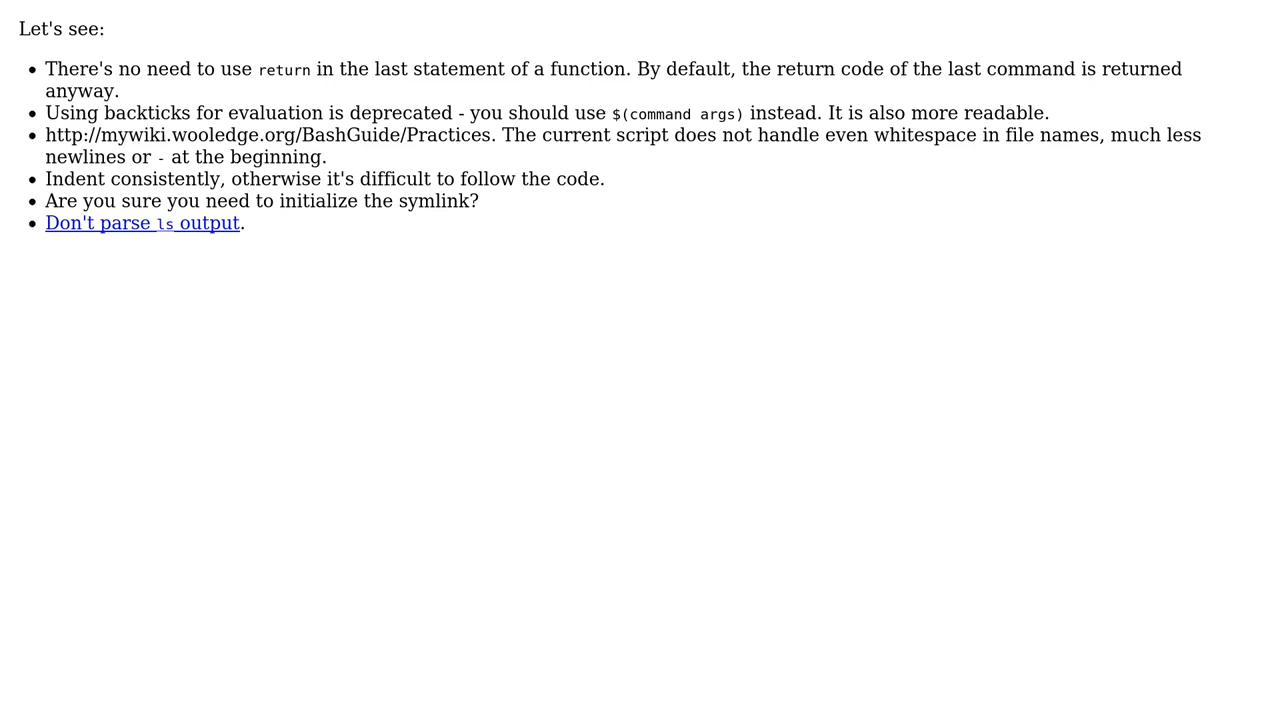 Let's see:
• There's no need to use return in the last statement of a function. By default, the return code of the last command is returned
anyway.
• Using backticks for evaluation is deprecated - you should use $(command args) instead. It is also more readable.
• http://mywiki.wooledge.org/BashGuide/Practices. The current script does not handle even whitespace in file names, much less
newlines or - at the beginning.
• Indent consistently, otherwise it's difficult to follow the code.
• Are you sure you need to initialize the symlink?
• Don't parse ls output.